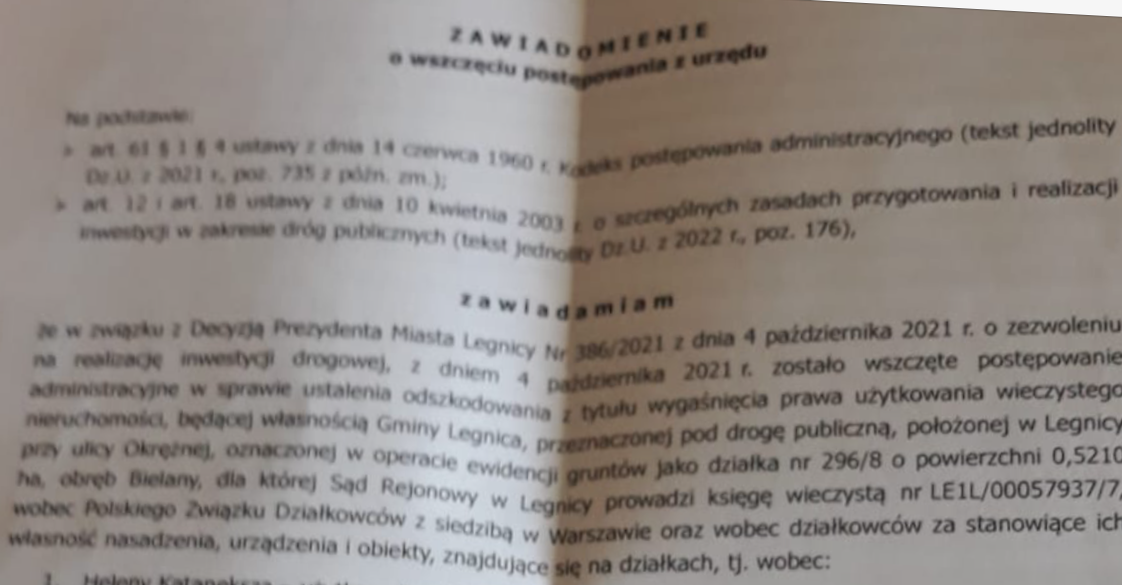 ZAWIADOMIENIE
o wszczęciu postępowania z urzędu
Na podstawie:
> art. 61 § 1 § 4 ustawy z dnia 14 czerwca 1960 r. Kodeks postępowania administracyjnego (tekst jednolity
Dz.U. z 2021 r., poz. 735 z późn. zm.);
> art. 12 i art. 18 ustawy z dnia 10 kwietnia 2003 r. o szczególnych zasadach przygotowania i realizacji
inwestycji w zakresie dróg publicznych (tekst jednolity Dz.U. z 2022 r., poz. 176),
zawiadamiam
że w związku z Decyzją Prezydenta Miasta Legnicy Nr 386/2021 z dnia 4 października 2021 r. o zezwoleniu
na realizację inwestycji drogowej, z dniem 4 października 2021 r. zostało wszczęte postępowanie
administracyjne w sprawie ustalenia odszkodowania z tytułu wygaśnięcia prawa użytkowania wieczystego
nieruchomości, będącej własnością Gminy Legnica, przeznaczonej pod drogę publiczną, położonej w Legnicy
przy ulicy Okrężnej, oznaczonej w operacie ewidencji gruntów jako działka nr 296/8 o powierzchni 0,5210
ha, obręb Bielany, dla której Sąd Rejonowy w Legnicy prowadzi księgę wieczystą nr LE1L/00057937/7,
wobec Polskiego Związku Działkowców z siedzibą w Warszawie oraz wobec działkowców za stanowiące ich
własność nasadzenia, urządzenia i obiekty, znajdujące się na działkach, tj. wobec:
1. Heleny